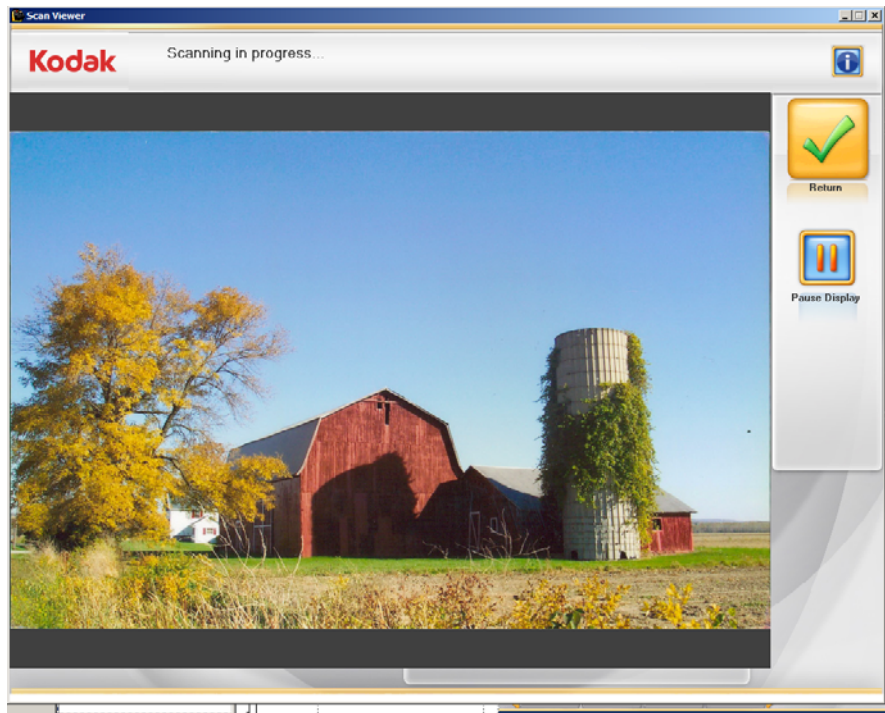 Scan Viewer
Kodak
Scanning in progress...
Return
Pause Display